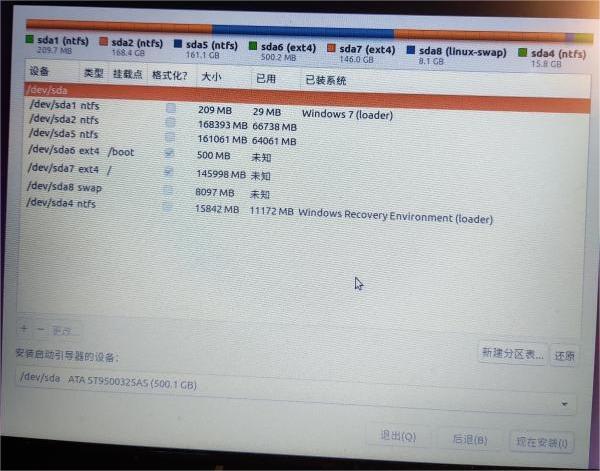 sda1 (ntfs) sda2 (ntfs) sda5 (ntfs) sda6 (ext4) sda7 (ext4) sda8 (linux-swap) sda4 (ntfs)
209.7 MB 168.4 GB 161.1 GB 500.2 MB 146.0 GB 8.1 GB 15.8 GB
设备 类型 挂载点 格式化? 大小 已用 已装系统
/dev/sda
/dev/sda1 ntfs 209 MB 29 MB Windows 7 (loader)
/dev/sda2 ntfs 168393 MB 66738 MB
/dev/sda5 ntfs 161061 MB 64061 MB
/dev/sda6 ext4 /boot 500 MB 未知
/dev/sda7 ext4 / 145998 MB 未知
/dev/sda8 swap 8097 MB 未知
/dev/sda4 ntfs 15842 MB 11172 MB Windows Recovery Environment (loader)
+ − 更改...
新建分区表... 还原
安装启动引导器的设备:
/dev/sda ATA ST9500325AS (500.1 GB)
退出(Q) 后退(B) 现在安装(I)